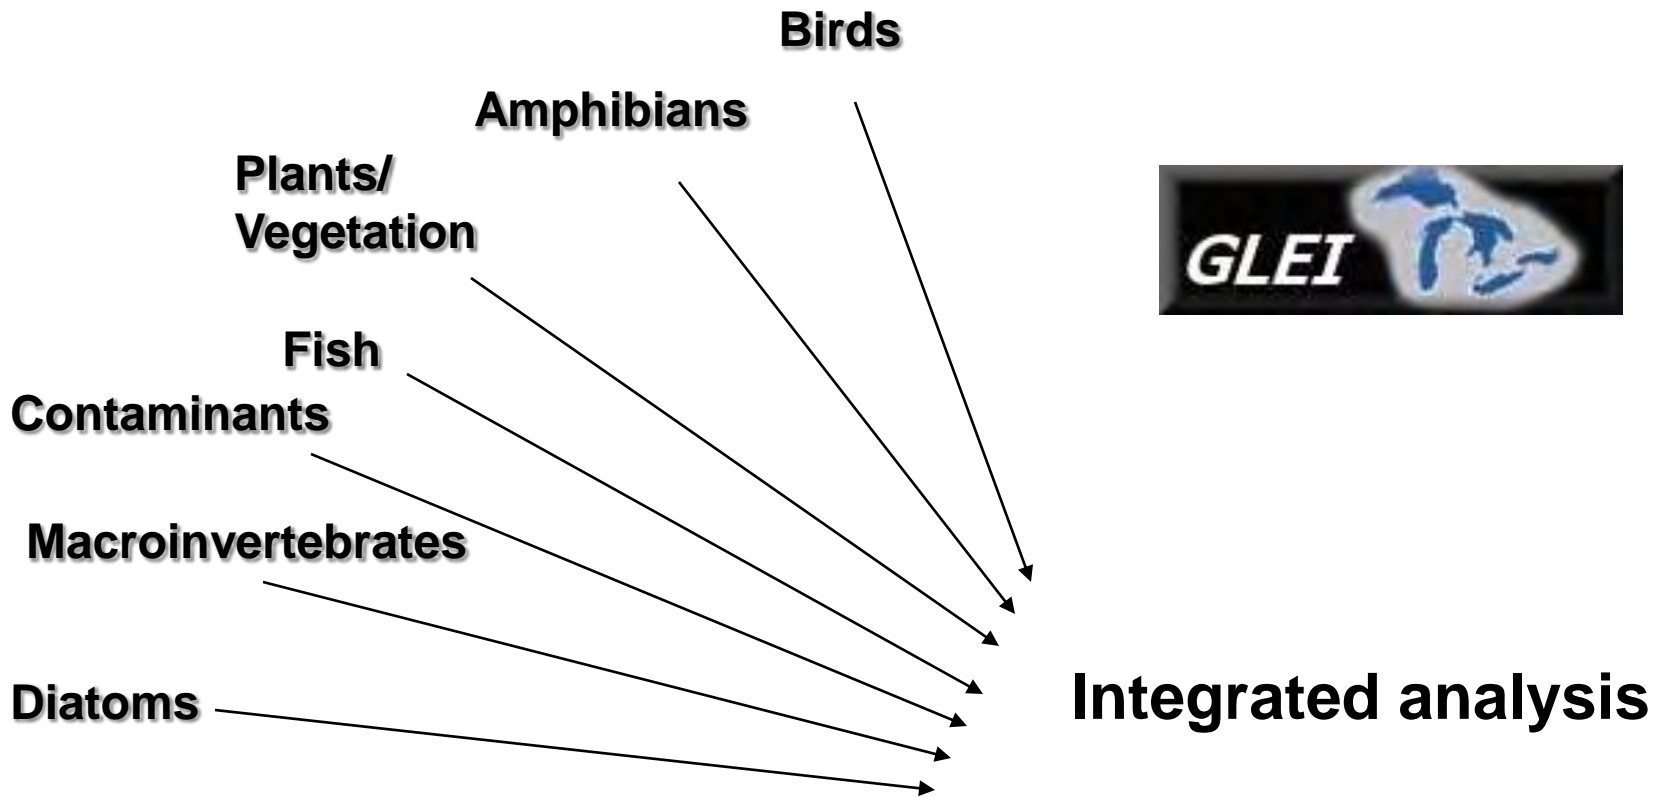 Birds
Amphibians
Plants/
Vegetation
GLEI
Fish
Contaminants
Macroinvertebrates
Diatoms
Integrated analysis